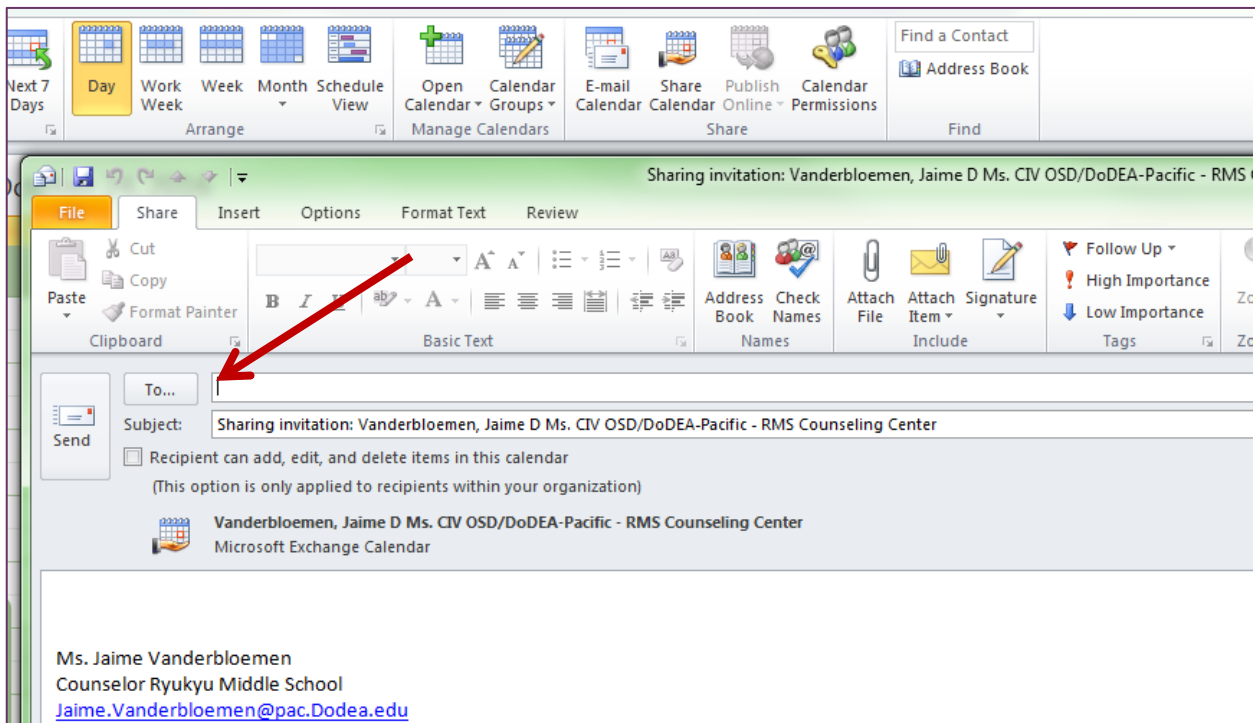 Next 7 Days
Day
Work Week
Week
Month
Schedule View
Open Calendar
Calendar Groups
E-mail Calendar
Share Calendar
Publish Online
Calendar Permissions
Find a Contact
Address Book
Arrange
Manage Calendars
Share
Find
Sharing invitation: Vanderbloemen, Jaime D Ms. CIV OSD/DoDEA-Pacific - RMS
File Share Insert Options Format Text Review
Paste
Cut
Copy
Format Painter
B I U ab A
A A
Address Book
Check Names
Attach File
Attach Item
Signature
Follow Up
High Importance
Low Importance
Clipboard
Basic Text
Names
Include
Tags
Send
To...
Subject: Sharing invitation: Vanderbloemen, Jaime D Ms. CIV OSD/DoDEA-Pacific - RMS Counseling Center
Recipient can add, edit, and delete items in this calendar
(This option is only applied to recipients within your organization)
Vanderbloemen, Jaime D Ms. CIV OSD/DoDEA-Pacific - RMS Counseling Center
Microsoft Exchange Calendar
Ms. Jaime Vanderbloemen
Counselor Ryukyu Middle School
Jaime.Vanderbloemen@pac.Dodea.edu